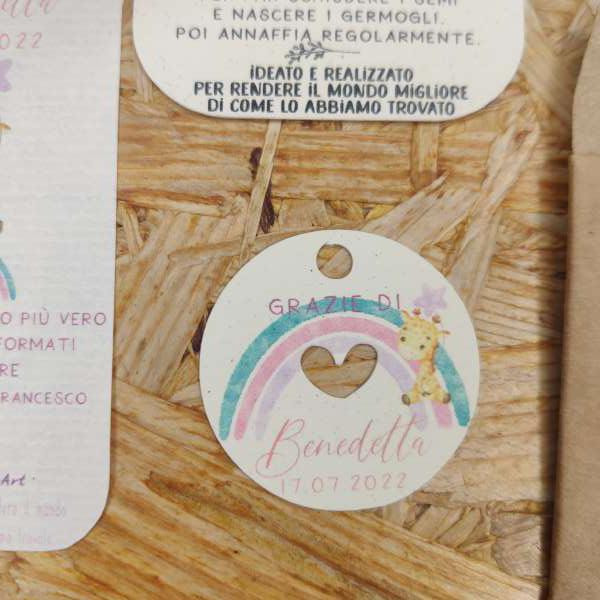 2022
O PIÙ VERO
FORMATI
RE
FRANCESCO
Art.
E NASCERE I GERMOGLI.
POI ANNAFFIA REGOLARMENTE.
IDEATO E REALIZZATO
PER RENDERE IL MONDO MIGLIORE
DI COME LO ABBIAMO TROVATO
GRAZIE DI
Benedetta
17.07.2022